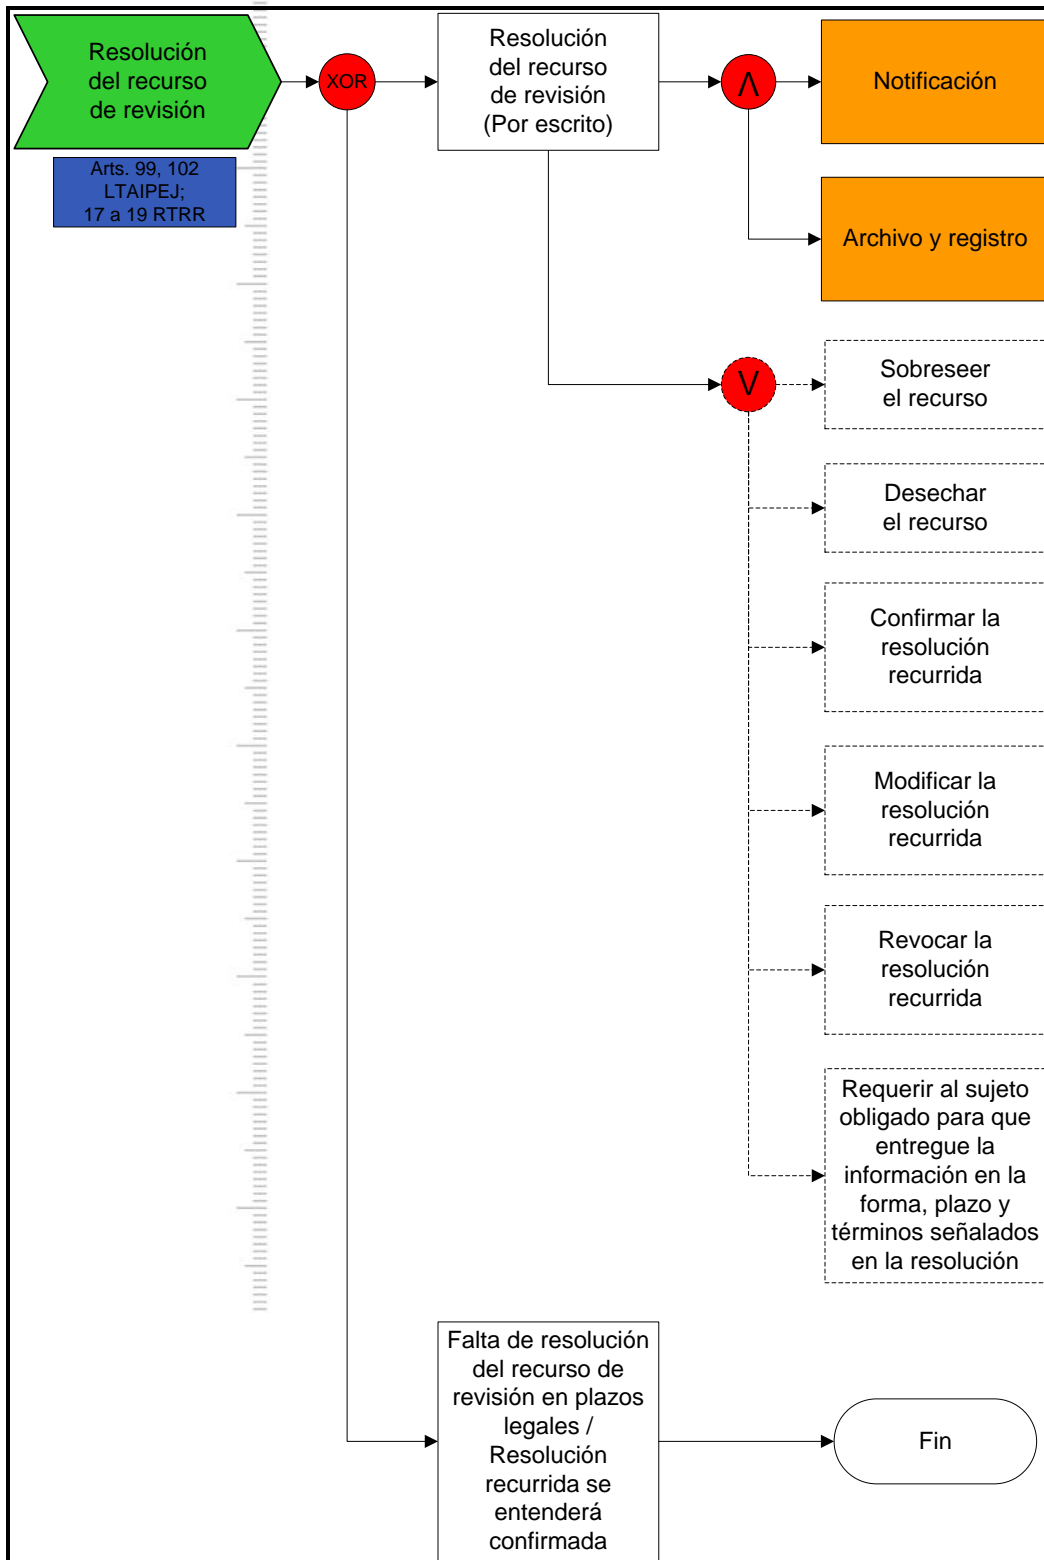 Resolución
del recurso
de revisión
Arts. 99, 102
LTAIPEJ;
17 a 19 RTRR
XOR
Resolución
del recurso
de revisión
(Por escrito)
Λ
Notificación
Archivo y registro
V
Sobreseer
el recurso
Desechar
el recurso
Confirmar la
resolución
recurrida
Modificar la
resolución
recurrida
Revocar la
resolución
recurrida
Requerir al sujeto
obligado para que
entregue la
información en la
forma, plazo y
términos señalados
en la resolución
Falta de resolución
del recurso de
revisión en plazos
legales /
Resolución
recurrida se
entenderá
confirmada
Fin